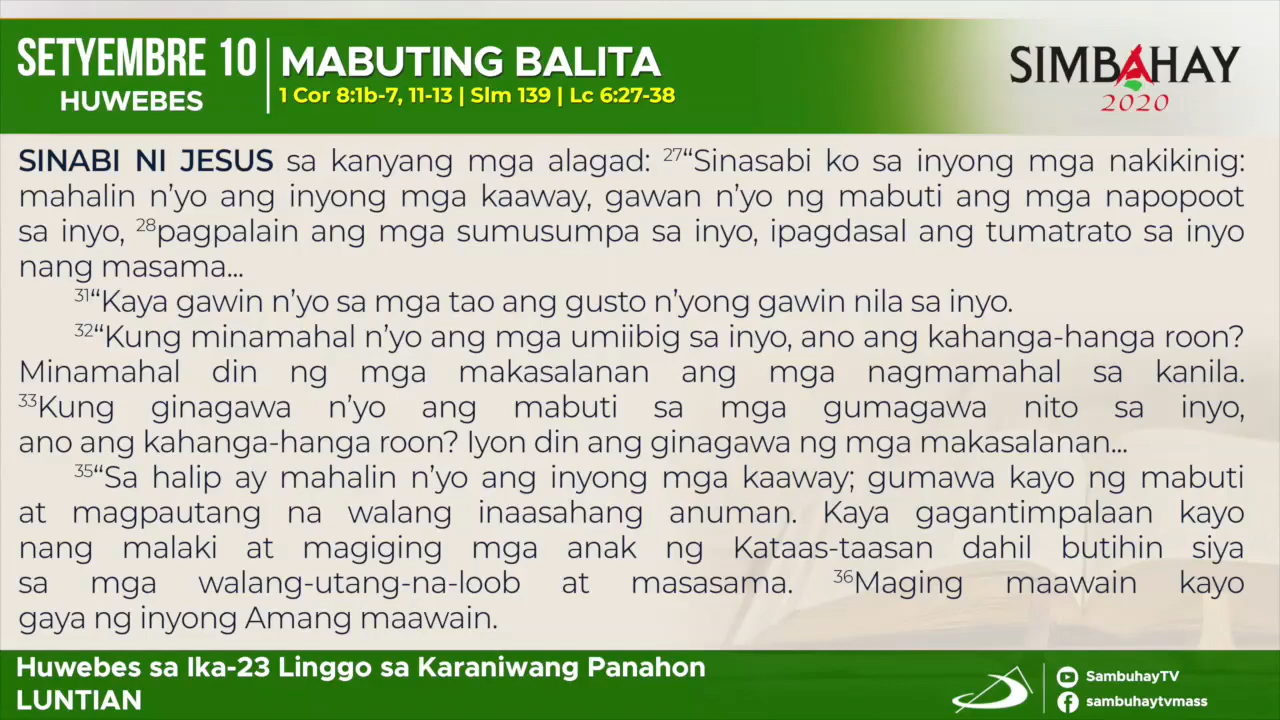 SETYEMBRE 10
HUWEBES
MABUTING BALITA
1 Cor 8:1b-7, 11-13 | Slm 139 | Lc 6:27-38
SIMBAHAY
2020
SINABI NI JESUS sa kanyang mga alagad: 27“Sinasabi ko sa inyong mga nakikinig:
mahalin n’yo ang inyong mga kaaway, gawan n’yo ng mabuti ang mga napopoot
sa inyo, 28pagpalain ang mga sumusumpa sa inyo, ipagdasal ang tumatrato sa inyo
nang masama...
31“Kaya gawin n’yo sa mga tao ang gusto n’yong gawin nila sa inyo.
32“Kung minamahal n’yo ang mga umiibig sa inyo, ano ang kahanga-hanga roon?
Minamahal din ng mga makasalanan ang mga nagmamahal sa kanila.
33Kung ginagawa n’yo ang mabuti sa mga gumagawa nito sa inyo,
ano ang kahanga-hanga roon? Iyon din ang ginagawa ng mga makasalanan...
35“Sa halip ay mahalin n’yo ang inyong mga kaaway; gumawa kayo ng mabuti
at magpautang na walang inaasahang anuman. Kaya gagantimpalaan kayo
nang malaki at magiging mga anak ng Kataas-taasan dahil butihin siya
sa mga walang-utang-na-loob at masasama. 36Maging maawain kayo
gaya ng inyong Amang maawain.
Huwebes sa Ika-23 Linggo sa Karaniwang Panahon
LUNTIAN
SambuhayTV
sambuhaytvmass